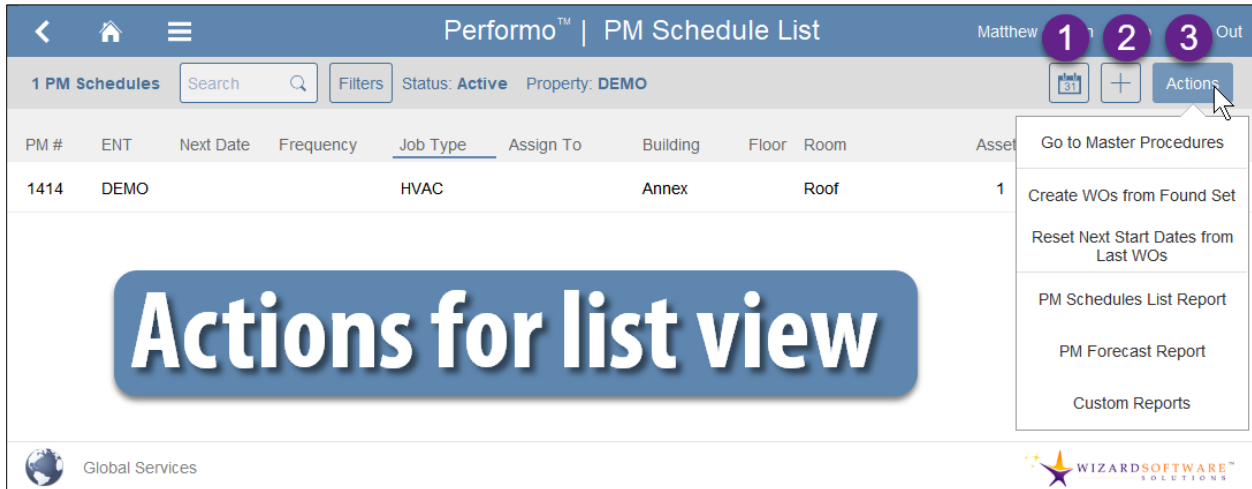 Performo™ | PM Schedule List
Matthew
Out
1 2 3
1 PM Schedules Search Filters Status: Active Property: DEMO 31 Actions
PM # ENT Next Date Frequency Job Type Assign To Building Floor Room Asset
1414 DEMO HVAC Annex Roof 1
Go to Master Procedures
Create WOs from Found Set
Reset Next Start Dates from
Last WOs
PM Schedules List Report
PM Forecast Report
Custom Reports
Actions for list view
Global Services
WIZARDSOFTWARE™
SOLUTIONS